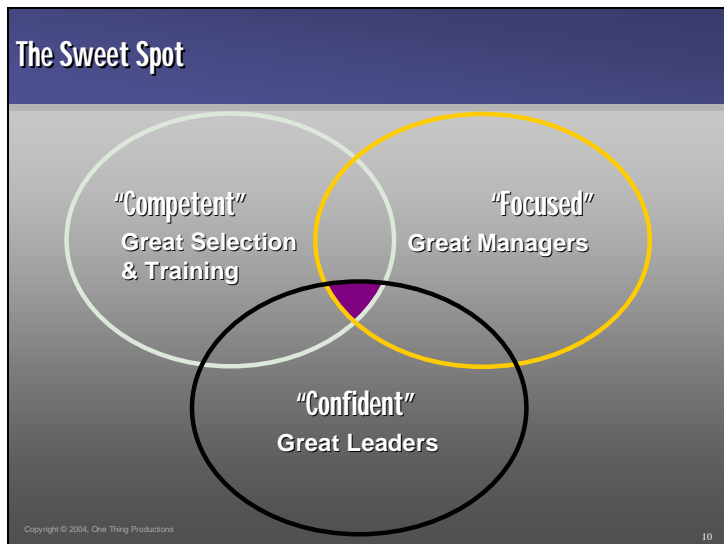 The Sweet Spot
“Competent”
Great Selection
& Training
“Focused”
Great Managers
“Confident”
Great Leaders
Copyright © 2004, One Thing Productions
10